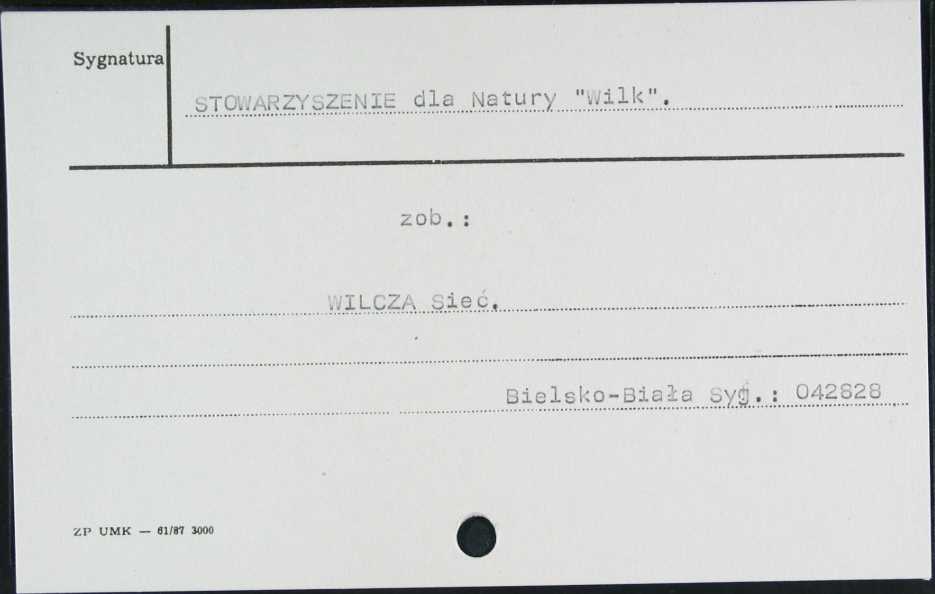 Sygnatura
STOWARZYSZENIE dla Natury "Wilk".
zob.:
WILCZA Sieć.
Bielsko-Biała Syg.: 042828
ZP UMK — 61/87 3000